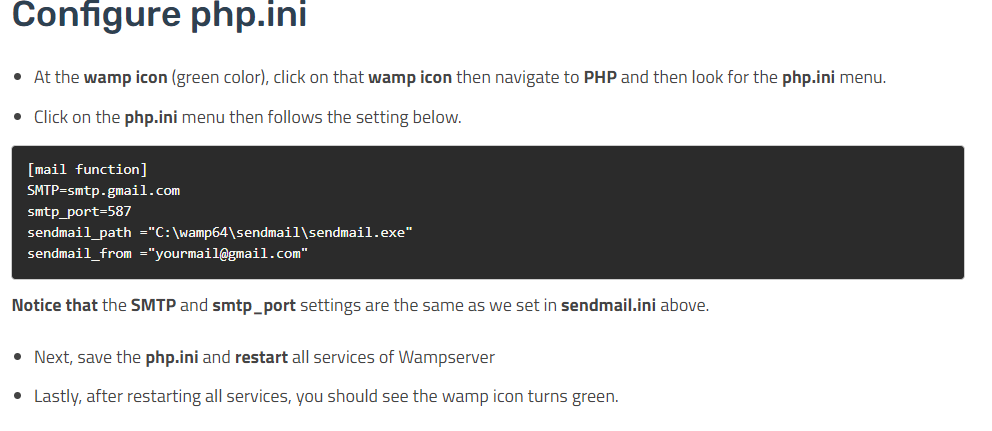 Configure php.ini
At the wamp icon (green color), click on that wamp icon then navigate to PHP and then look for the php.ini menu.
Click on the php.ini menu then follows the setting below.
[mail function]
SMTP=smtp.gmail.com
smtp_port=587
sendmail_path ="C:\wamp64\sendmail\sendmail.exe"
sendmail_from ="yourmail@gmail.com"
Notice that the SMTP and smtp_port settings are the same as we set in sendmail.ini above.
Next, save the php.ini and restart all services of Wampserver
Lastly, after restarting all services, you should see the wamp icon turns green.